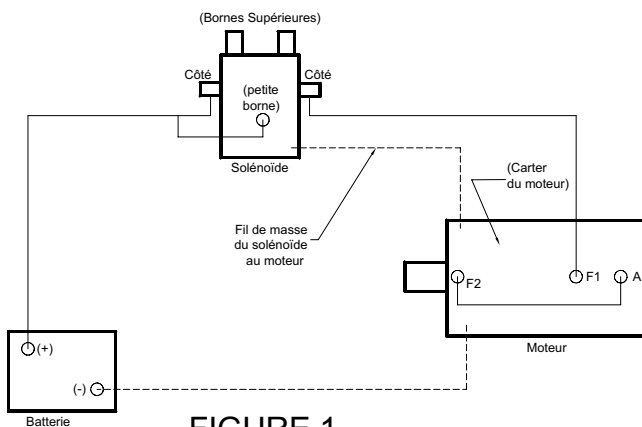 (Bornes Supérieures)
Côté
Côté
(petite
borne)
Solénoïde
(Carter
du moteur)
Fil de masse
du solénoïde
au moteur
F2
F1
A
Moteur
(+)
(-)
Batterie
FIGURE 1